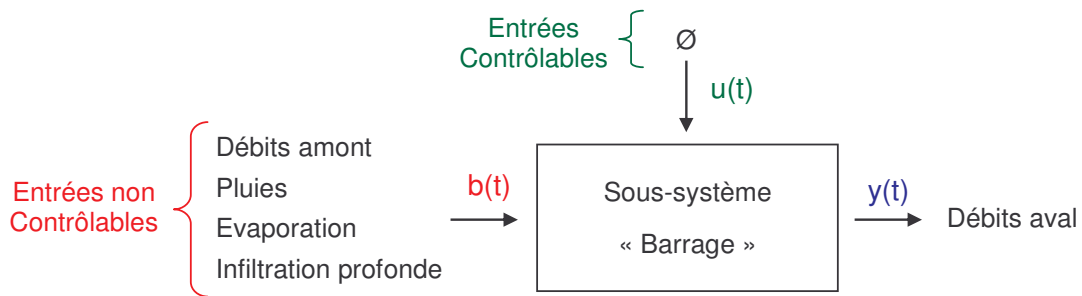 Entrées
Contrôlables
Ø
u(t)
Entrées non
Contrôlables
Débits amont
Pluies
Evaporation
Infiltration profonde
b(t)
Sous-système
« Barrage »
y(t)
Débits aval